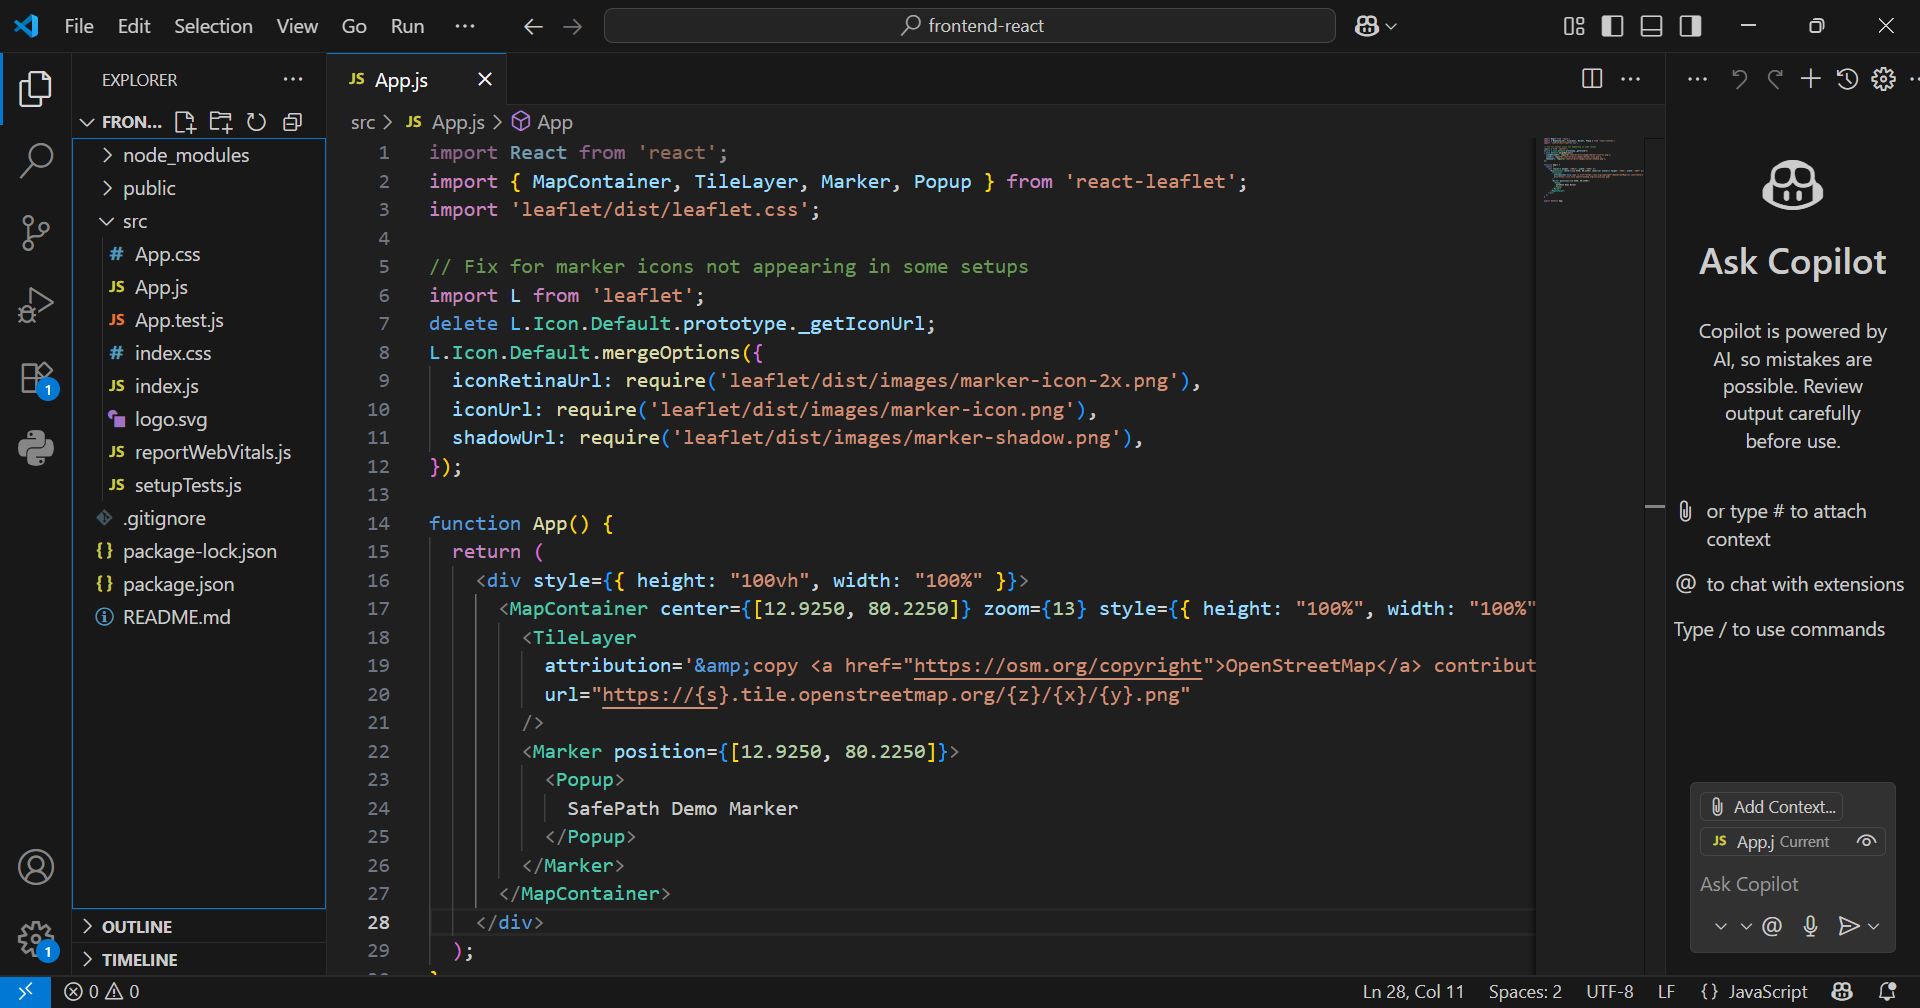 File Edit Selection View Go Run ··· frontend-react
EXPLORER
FRON...
node_modules
public
src
# App.css
JS App.js
JS App.test.js
# index.css
JS index.js
logo.svg
JS reportWebVitals.js
JS setupTests.js
.gitignore
{} package-lock.json
{} package.json
README.md
OUTLINE
TIMELINE
1
1
JS App.js
src > JS App.js > App
1 import React from 'react';
2 import { MapContainer, TileLayer, Marker, Popup } from 'react-leaflet';
3 import 'leaflet/dist/leaflet.css';
4
5 // Fix for marker icons not appearing in some setups
6 import L from 'leaflet';
7 delete L.Icon.Default.prototype._getIconUrl;
8 L.Icon.Default.mergeOptions({
9 iconRetinaUrl: require('leaflet/dist/images/marker-icon-2x.png'),
10 iconUrl: require('leaflet/dist/images/marker-icon.png'),
11 shadowUrl: require('leaflet/dist/images/marker-shadow.png'),
12 });
13
14 function App() {
15 return (
16 <div style={{ height: "100vh", width: "100%" }}>
17 <MapContainer center={[12.9250, 80.2250]} zoom={13} style={{ height: "100%", width: "100%"
18 <TileLayer
19 attribution='&amp;copy <a href="https://osm.org/copyright">OpenStreetMap</a> contribut
20 url="https://{s}.tile.openstreetmap.org/{z}/{x}/{y}.png"
21 />
22 <Marker position={[12.9250, 80.2250]}>
23 <Popup>
24 SafePath Demo Marker
25 </Popup>
26 </Marker>
27 </MapContainer>
28 </div>
29 );
Ask Copilot
Copilot is powered by
AI, so mistakes are
possible. Review
output carefully
before use.
or type # to attach
context
@ to chat with extensions
Type / to use commands
Add Context...
JS App.j Current
Ask Copilot
@
0 0 Ln 28, Col 11 Spaces: 2 UTF-8 LF {} JavaScript